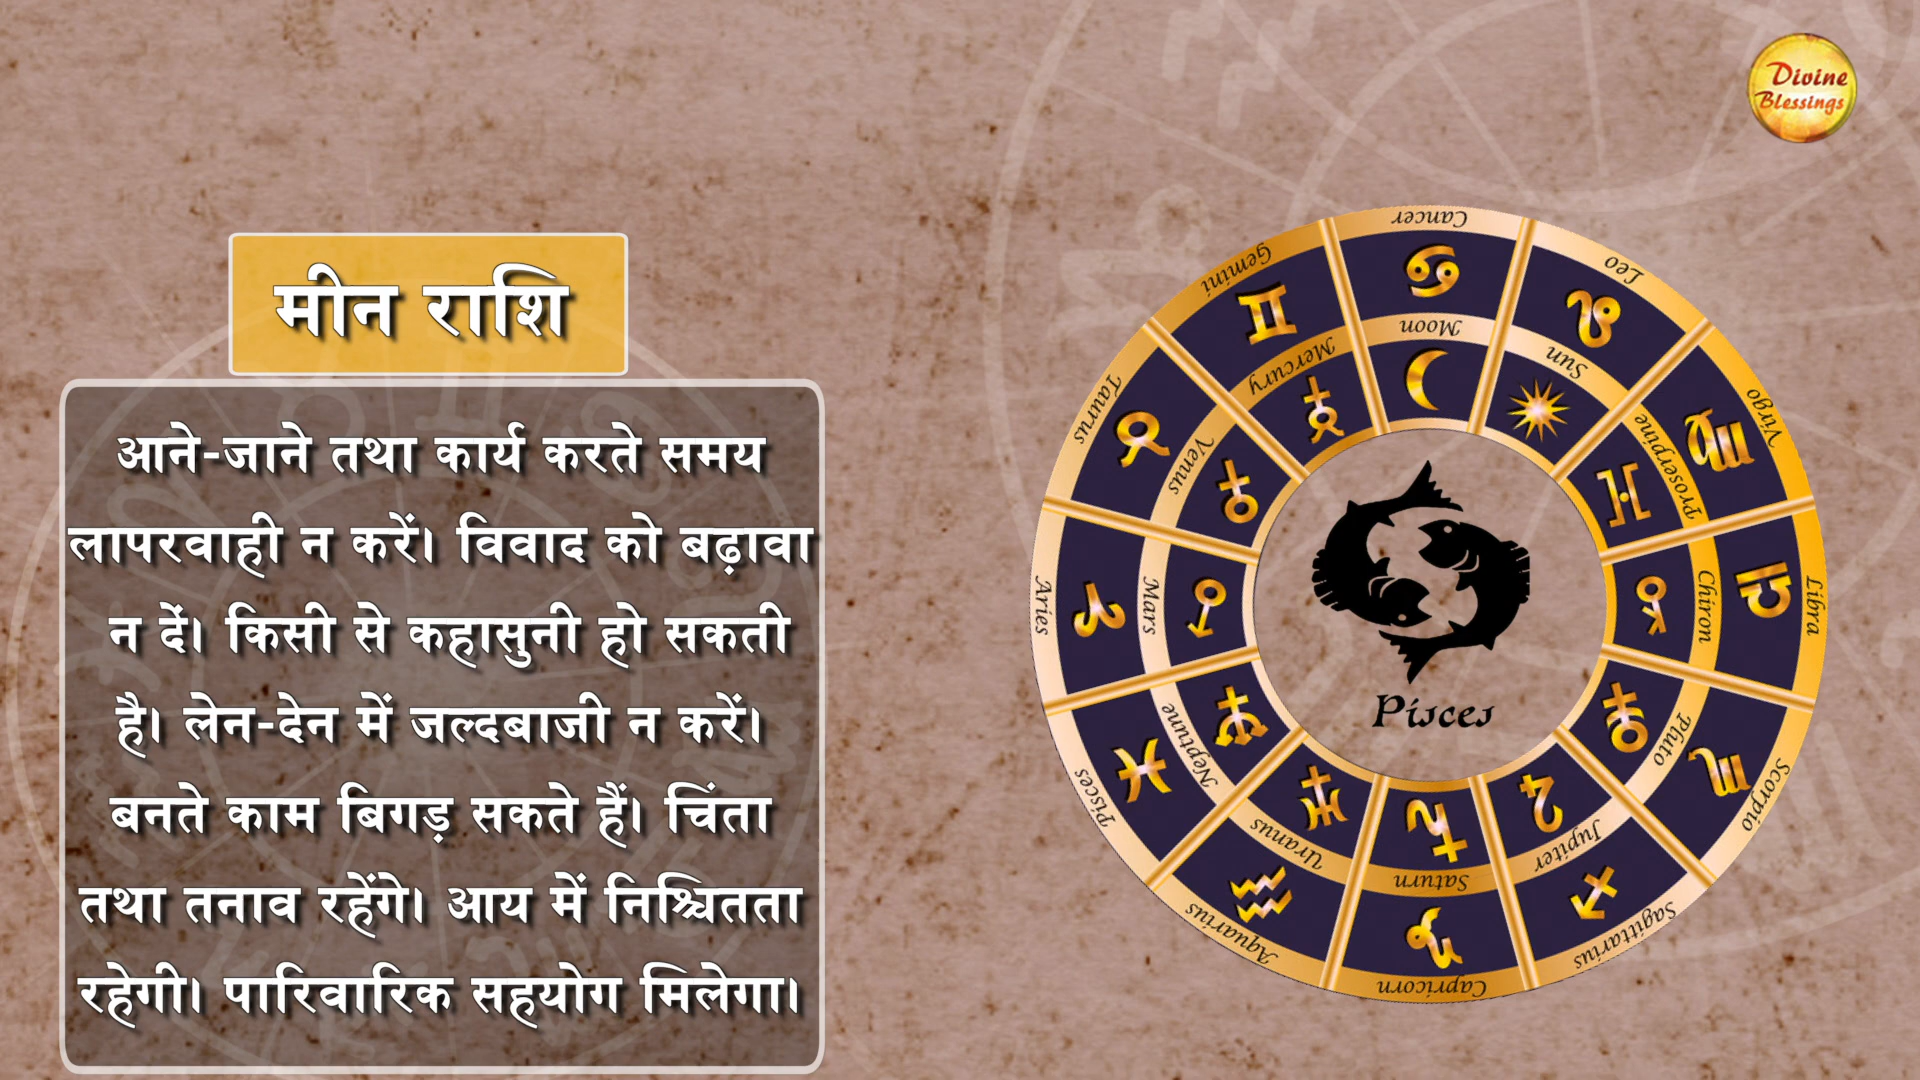 Divine
Blessings
मीन राशि
आने-जाने तथा कार्य करते समय
लापरवाही न करें। विवाद को बढ़ावा
न दें। किसी से कहासुनी हो सकती
है। लेन-देन में जल्दबाजी न करें।
बनते काम बिगड़ सकते हैं। चिंता
तथा तनाव रहेंगे। आय में निश्चितता
रहेगी। पारिवारिक सहयोग मिलेगा।
Cancer
Leo
Virgo
Libra
Scorpio
Sagittarius
Capricorn
Aquarius
Pisces
Aries
Taurus
Gemini
Moon
Sun
Proserpine
Chiron
Pluto
Jupiter
Saturn
Uranus
Neptune
Mars
Venus
Mercury
Pisces